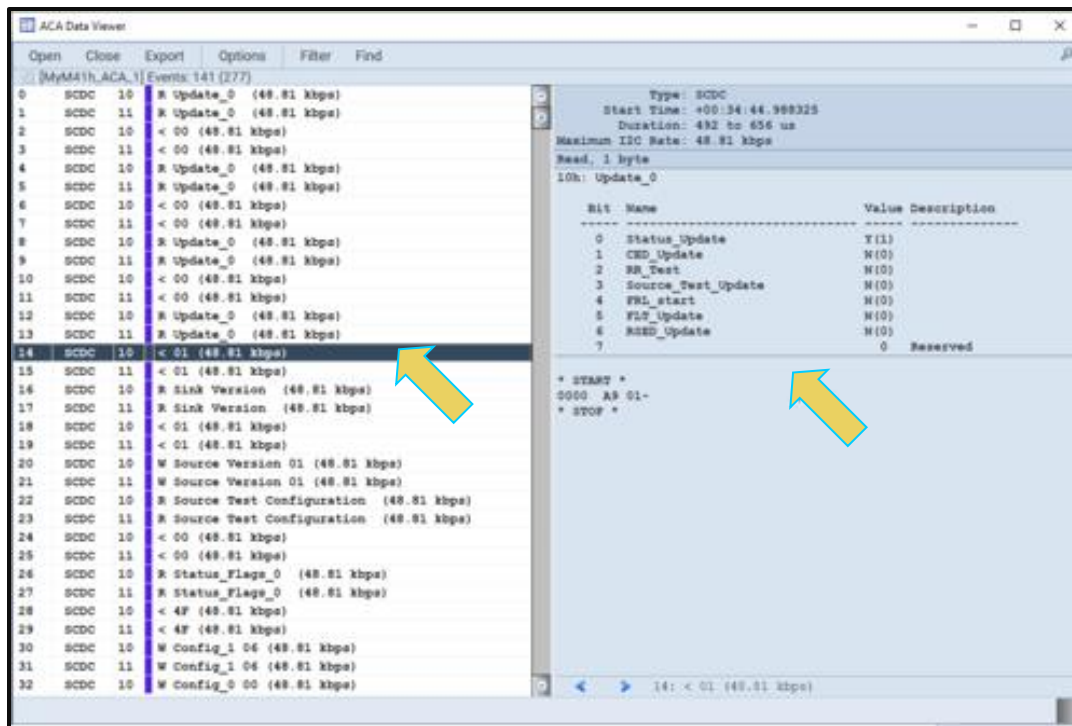 ACA Data Viewer
Open Close Export Options Filter Find
[MyM41h_ACA_1] Events: 141 (277)
0 SCDC 10 R Update_0 (48.81 kbps)
1 SCDC 11 R Update_0 (48.81 kbps)
2 SCDC 10 < 00 (48.81 kbps)
3 SCDC 11 < 00 (48.81 kbps)
4 SCDC 10 R Update_0 (48.81 kbps)
5 SCDC 11 R Update_0 (48.81 kbps)
6 SCDC 10 < 00 (48.81 kbps)
7 SCDC 11 < 00 (48.81 kbps)
8 SCDC 10 R Update_0 (48.81 kbps)
9 SCDC 11 R Update_0 (48.81 kbps)
10 SCDC 10 < 00 (48.81 kbps)
11 SCDC 11 < 00 (48.81 kbps)
12 SCDC 10 R Update_0 (48.81 kbps)
13 SCDC 11 R Update_0 (48.81 kbps)
14 SCDC 10 < 01 (48.81 kbps)
15 SCDC 11 < 01 (48.81 kbps)
16 SCDC 10 R Sink Version (48.81 kbps)
17 SCDC 11 R Sink Version (48.81 kbps)
18 SCDC 10 < 01 (48.81 kbps)
19 SCDC 11 < 01 (48.81 kbps)
20 SCDC 10 W Source Version 01 (48.81 kbps)
21 SCDC 11 W Source Version 01 (48.81 kbps)
22 SCDC 10 R Source Test Configuration (48.81 kbps)
23 SCDC 11 R Source Test Configuration (48.81 kbps)
24 SCDC 10 < 00 (48.81 kbps)
25 SCDC 11 < 00 (48.81 kbps)
26 SCDC 10 R Status_Flags_0 (48.81 kbps)
27 SCDC 11 R Status_Flags_0 (48.81 kbps)
28 SCDC 10 < 4F (48.81 kbps)
29 SCDC 11 < 4F (48.81 kbps)
30 SCDC 10 W Config_1 06 (48.81 kbps)
31 SCDC 11 W Config_1 06 (48.81 kbps)
32 SCDC 10 W Config_0 00 (48.81 kbps)
Type: SCDC
Start Time: +00:34:44.988325
Duration: 492 to 656 us
Maximum I2C Rate: 48.81 kbps
Read, 1 byte
10h: Update_0
Bit Name Value Description
0 Status_Update Y(1)
1 CED_Update N(0)
2 RR_Test N(0)
3 Source_Test_Update N(0)
4 FRL_start N(0)
5 FLT_Update N(0)
6 RSED_Update N(0)
7 0 Reserved
* START *
0000 A9 01-
* STOP *
14: < 01 (48.81 kbps)